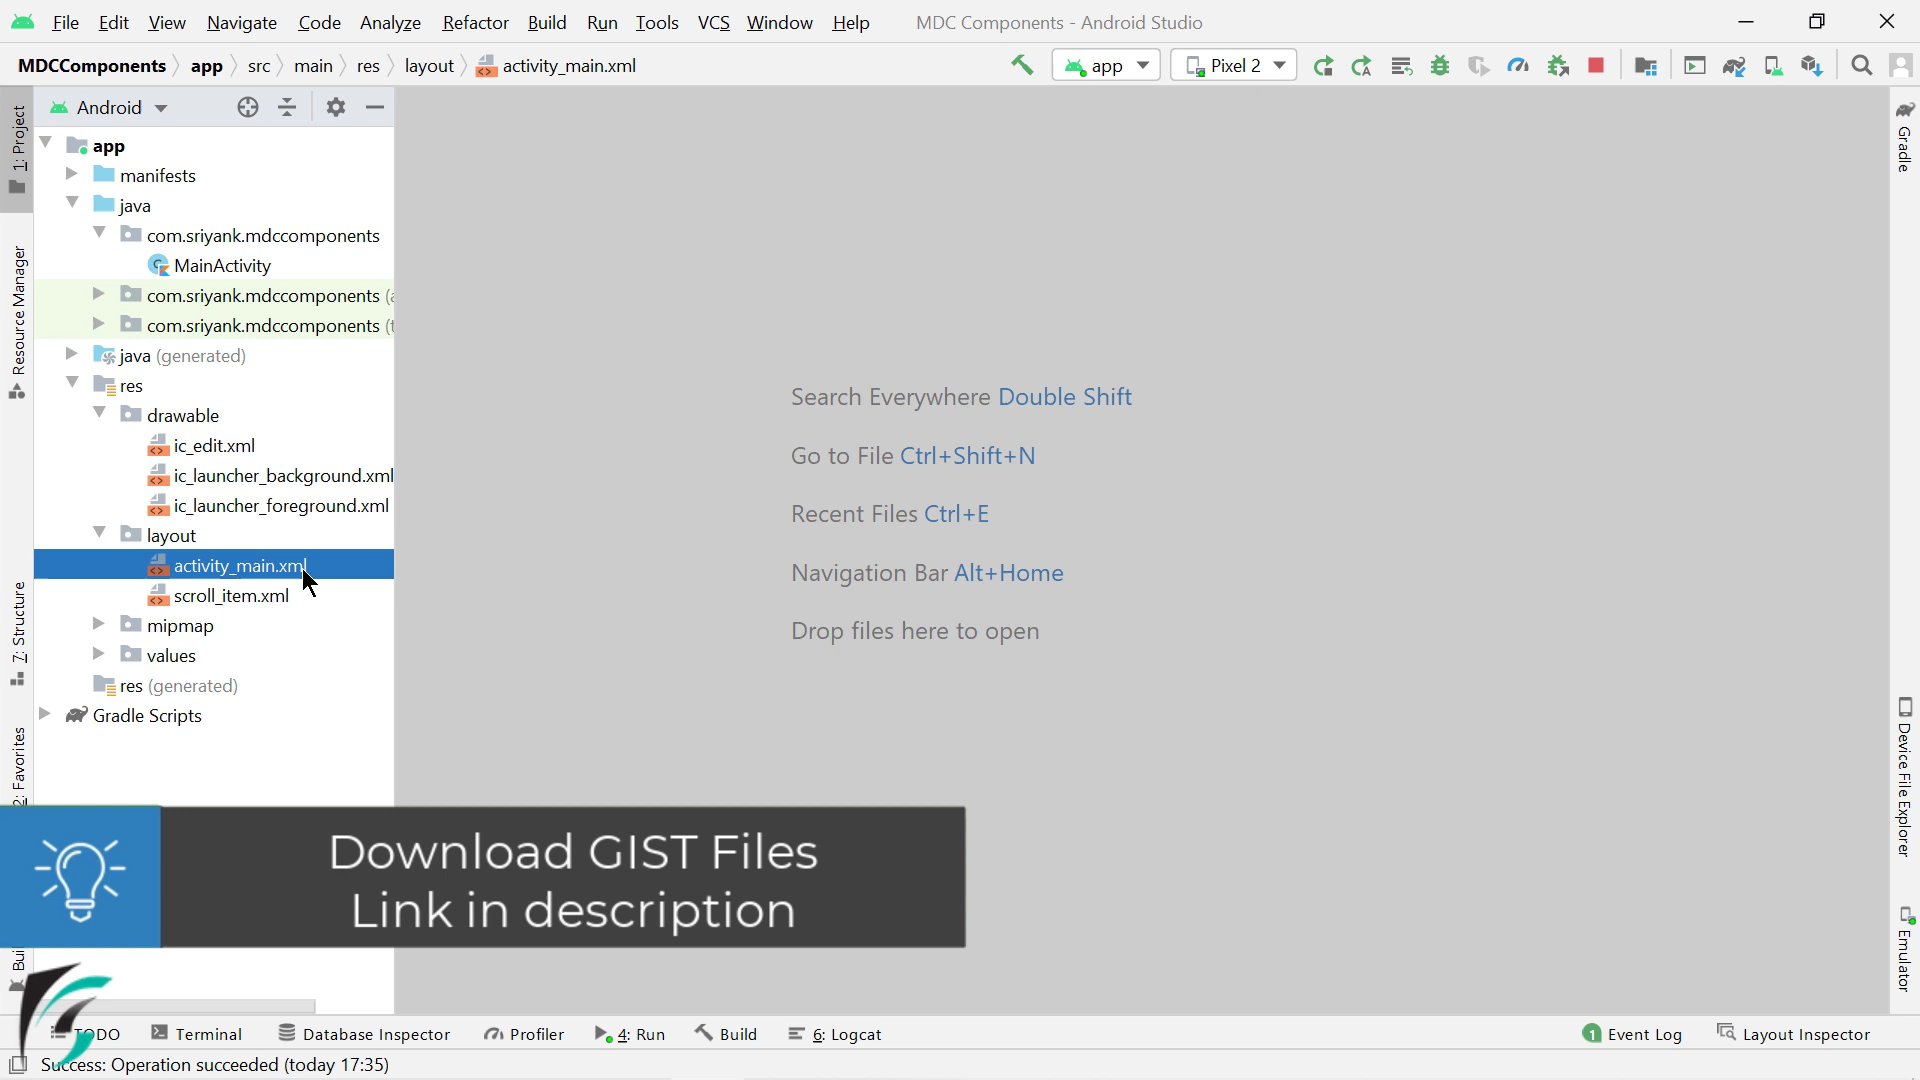 File Edit View Navigate Code Analyze Refactor Build Run Tools VCS Window Help MDC Components - Android Studio
MDCComponents app src main res layout activity_main.xml app Pixel 2
Android
1: Project
Resource Manager
7: Structure
2: Favorites
app
manifests
java
com.sriyank.mdccomponents
MainActivity
com.sriyank.mdccomponents
com.sriyank.mdccomponents
java (generated)
res
drawable
ic_edit.xml
ic_launcher_background.xml
ic_launcher_foreground.xml
layout
activity_main.xml
scroll_item.xml
mipmap
values
res (generated)
Gradle Scripts
Search Everywhere Double Shift
Go to File Ctrl+Shift+N
Recent Files Ctrl+E
Navigation Bar Alt+Home
Drop files here to open
Gradle
Device File Explorer
Emulator
Download GIST Files
Link in description
TODO Terminal Database Inspector Profiler 4: Run Build 6: Logcat 1 Event Log Layout Inspector
Success: Operation succeeded (today 17:35)